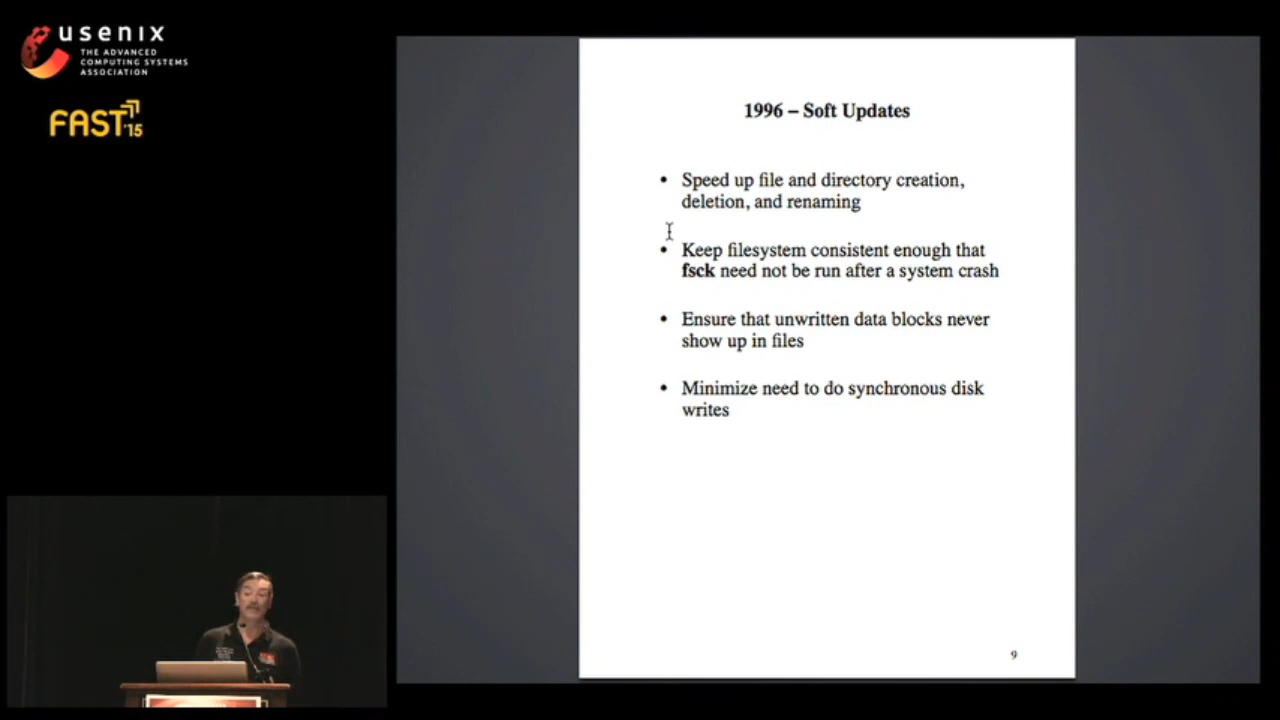 usenix
THE ADVANCED
COMPUTING SYSTEMS
ASSOCIATION
FAST '15
1996 – Soft Updates
• Speed up file and directory creation,
deletion, and renaming
• Keep filesystem consistent enough that
fsck need not be run after a system crash
• Ensure that unwritten data blocks never
show up in files
• Minimize need to do synchronous disk
writes
9